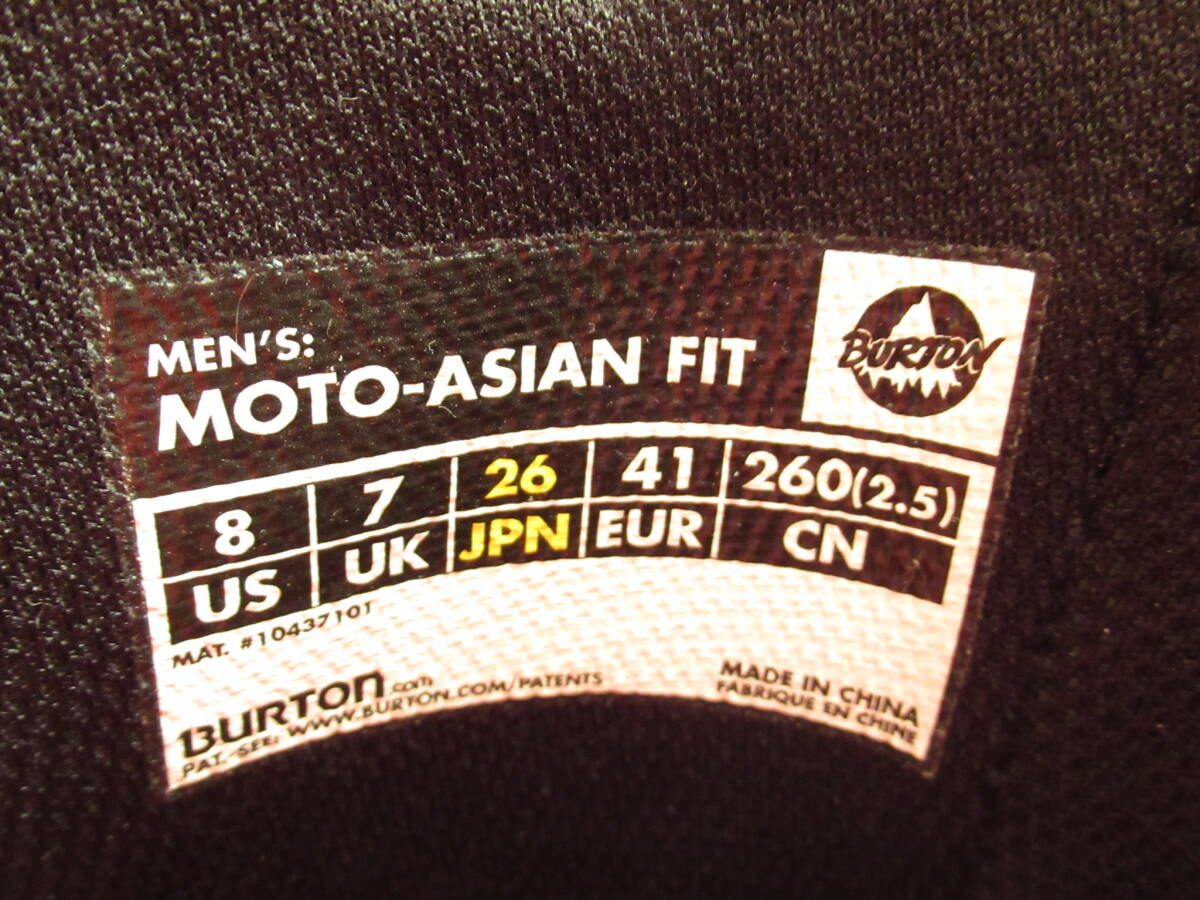 MEN'S:
MOTO-ASIAN FIT
BURTON
8 7 26 41 260(2.5)
US UK JPN EUR CN
MAT. #10437101
BURTON.com
PAT. SEE: WWW.BURTON.COM/PATENTS
MADE IN CHINA
FABRIQUE EN CHINE